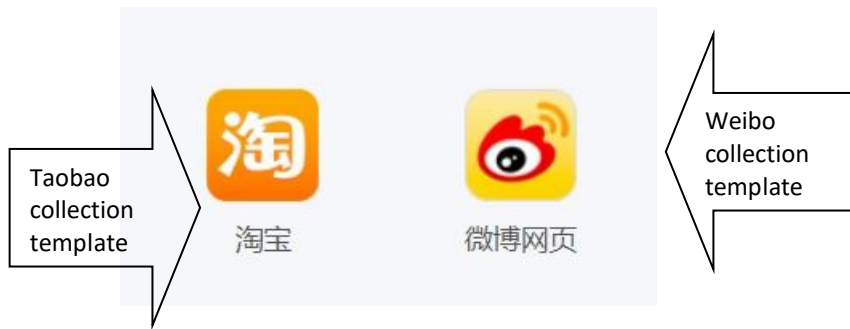 Taobao
collection
template
淘
淘宝
微博网页
Weibo
collection
template